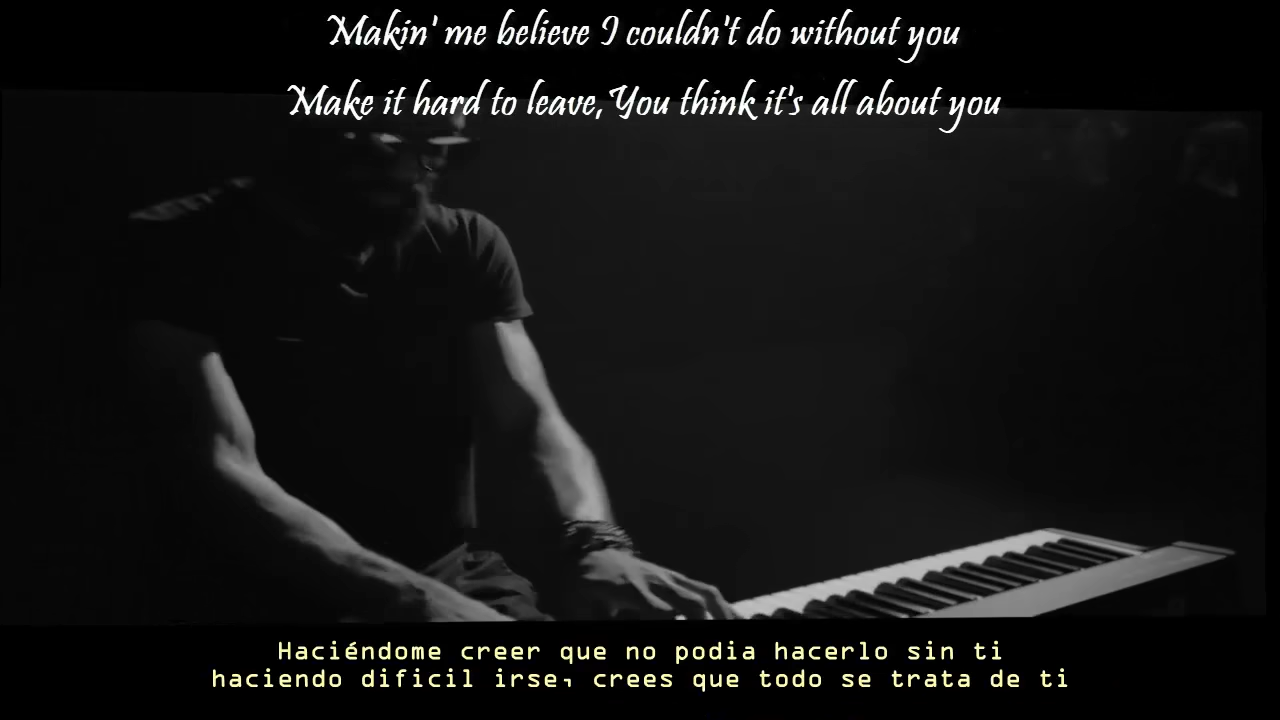 Makin' me believe I couldn't do without you
Make it hard to leave, You think it's all about you
Haciéndome creer que no podia hacerlo sin ti
haciendo dificil irse, crees que todo se trata de ti